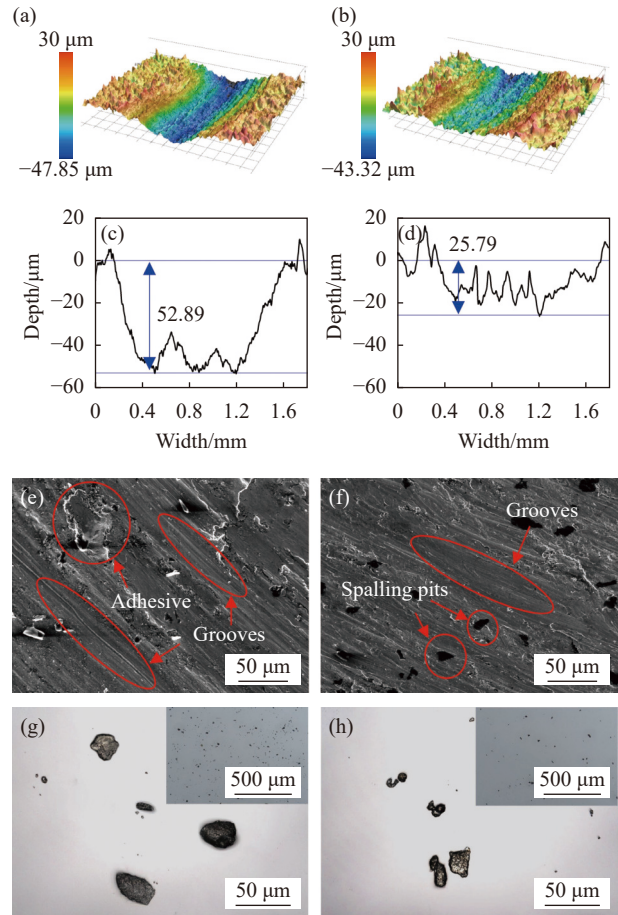 (a)
30 μm
−47.85 μm
(b)
30 μm
−43.32 μm
(c)
20
0
−20
−40
−60
Depth/μm
52.89
0
0.4
0.8
1.2
1.6
Width/mm
(d)
20
0
−20
−40
−60
Depth/μm
25.79
0
0.4
0.8
1.2
1.6
Width/mm
(e)
Adhesive
Grooves
50 μm
(f)
Grooves
Spalling pits
50 μm
(g)
500 μm
50 μm
(h)
500 μm
50 μm